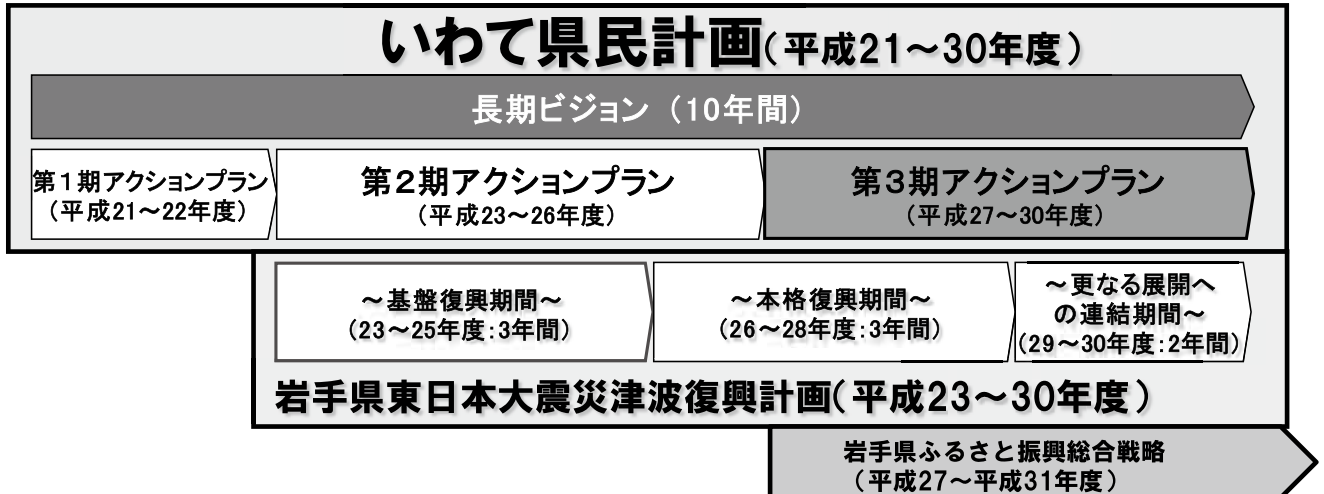 いわて県民計画(平成21～30年度)
長期ビジョン（10年間）
第１期アクションプラン
（平成21～22年度）
第２期アクションプラン
（平成23～26年度）
第３期アクションプラン
（平成27～30年度）
～基盤復興期間～
（23～25年度：3年間）
～本格復興期間～
（26～28年度：3年間）
～更なる展開へ
の連結期間～
（29～30年度：2年間）
岩手県東日本大震災津波復興計画(平成23～30年度)
岩手県ふるさと振興総合戦略
（平成27～平成31年度）